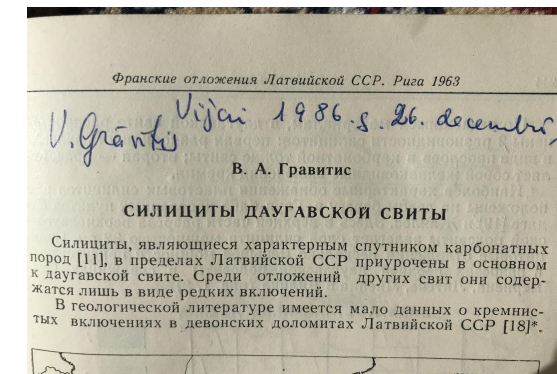 Франские отложения Латвийской ССР. Рига 1963
Vijai 1986.g. 26. decembrī,
V. Grāvītis
В. А. Гравитис
СИЛИЦИТЫ ДАУГАВСКОЙ СВИТЫ
Силициты, являющиеся характерным спутником карбонатных
пород [11], в пределах Латвийской ССР приурочены в основном
к даугавской свите. Среди отложений других свит они содер-
жатся лишь в виде редких включений.
В геологической литературе имеется мало данных о кремнис-
тых включениях в девонских доломитах Латвийской ССР [18]*.